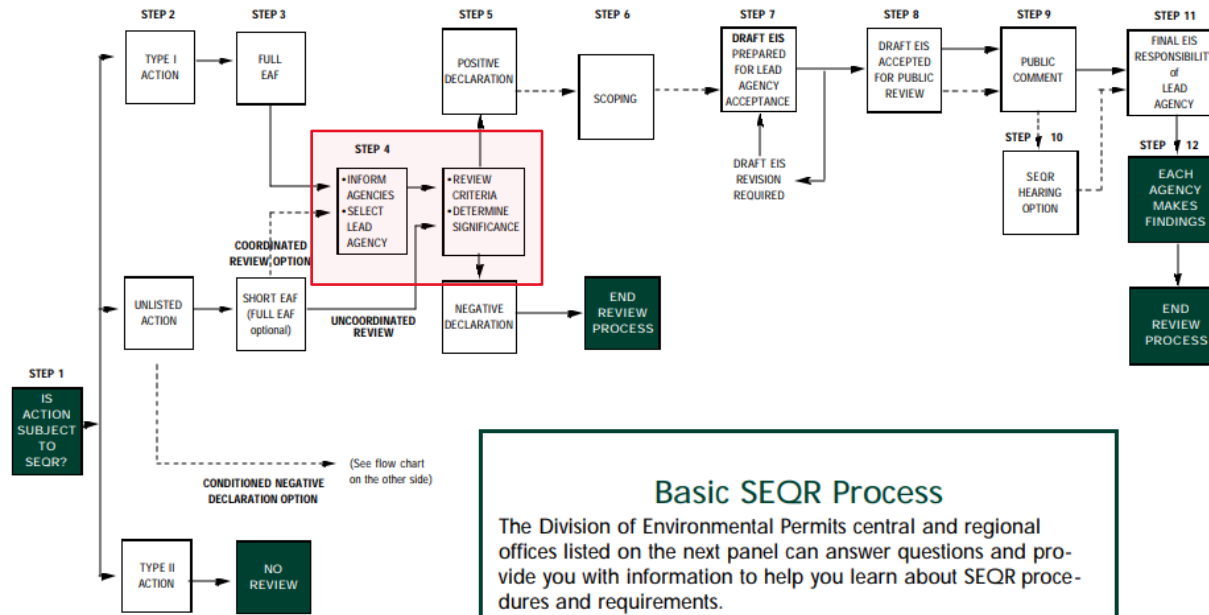 STEP 1
IS
ACTION
SUBJECT
TO
SEQR?
STEP 2
TYPE I
ACTION
UNLISTED
ACTION
TYPE II
ACTION
STEP 3
FULL
EAF
SHORT EAF
(FULL EAF
optional)
NO
REVIEW
COORDINATED
REVIEW OPTION
UNCOORDINATED
REVIEW
CONDITIONED NEGATIVE
DECLARATION OPTION
(See flow chart
on the other side)
STEP 4
•INFORM
AGENCIES
•SELECT
LEAD
AGENCY
•REVIEW
CRITERIA
•DETERMINE
SIGNIFICANCE
STEP 5
POSITIVE
DECLARATION
NEGATIVE
DECLARATION
END
REVIEW
PROCESS
STEP 6
SCOPING
STEP 7
DRAFT EIS
PREPARED
FOR LEAD
AGENCY
ACCEPTANCE
DRAFT EIS
REVISION
REQUIRED
STEP 8
DRAFT EIS
ACCEPTED
FOR PUBLIC
REVIEW
STEP 9
PUBLIC
COMMENT
STEP 10
SEQR
HEARING
OPTION
STEP 11
FINAL EIS
RESPONSIBILITY
of
LEAD
AGENCY
STEP 12
EACH
AGENCY
MAKES
FINDINGS
END
REVIEW
PROCESS
Basic SEQR Process
The Division of Environmental Permits central and regional
offices listed on the next panel can answer questions and pro-
vide you with information to help you learn about SEQR proce-
dures and requirements.